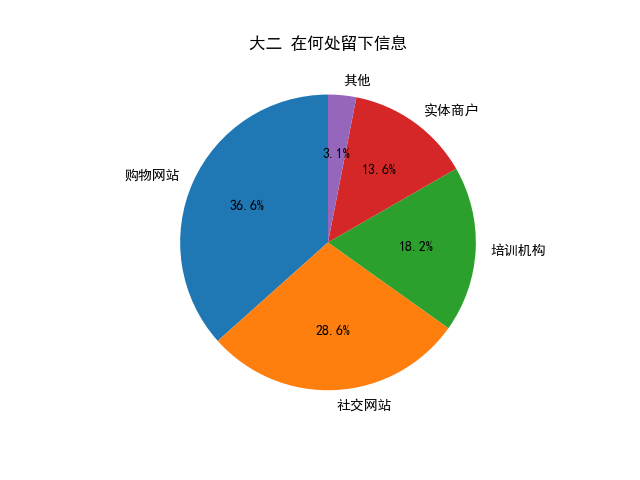 大二 在何处留下信息
其他
实体商户
购物网站
3.1%
13.6%
36.6%
18.2%
培训机构
28.6%
社交网站